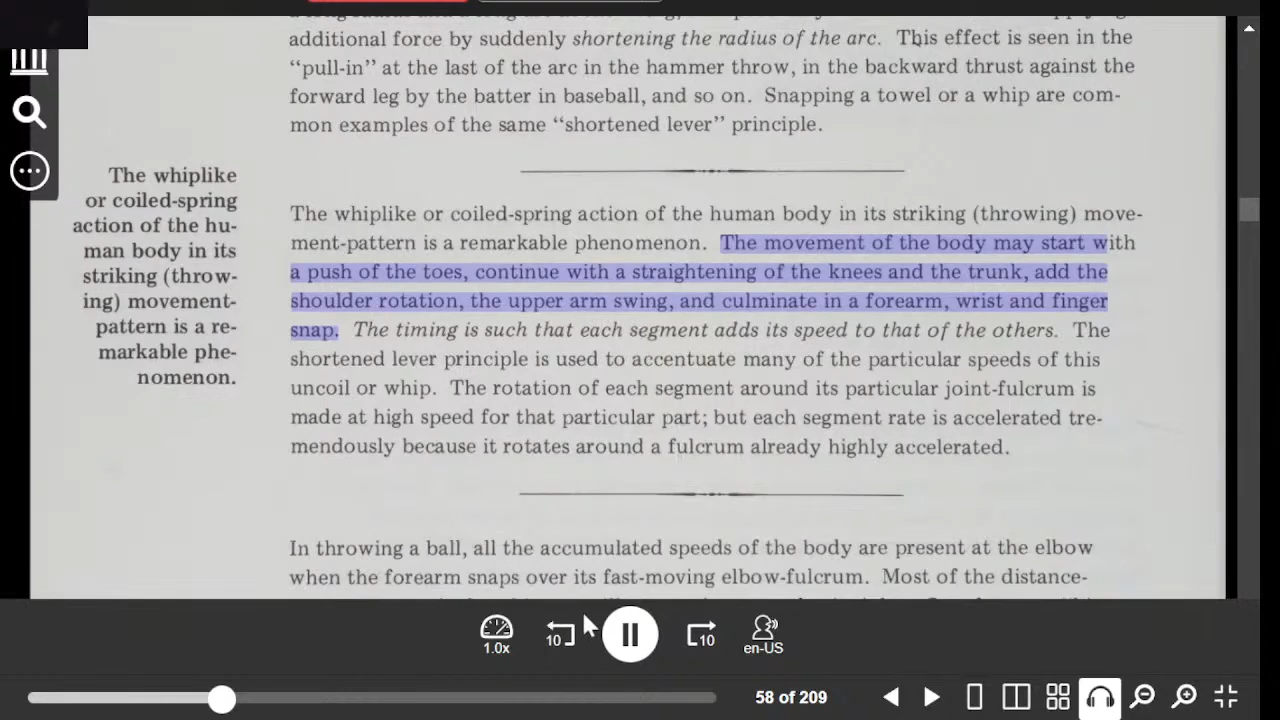 additional force by suddenly shortening the radius of the arc. This effect is seen in the
“pull-in” at the last of the arc in the hammer throw, in the backward thrust against the
forward leg by the batter in baseball, and so on. Snapping a towel or a whip are com-
mon examples of the same “shortened lever” principle.
The whiplike
or coiled-spring
action of the hu-
man body in its
striking (throw-
ing) movement-
pattern is a re-
markable phe-
nomenon.
The whiplike or coiled-spring action of the human body in its striking (throwing) move-
ment-pattern is a remarkable phenomenon. The movement of the body may start with
a push of the toes, continue with a straightening of the knees and the trunk, add the
shoulder rotation, the upper arm swing, and culminate in a forearm, wrist and finger
snap. The timing is such that each segment adds its speed to that of the others. The
shortened lever principle is used to accentuate many of the particular speeds of this
uncoil or whip. The rotation of each segment around its particular joint-fulcrum is
made at high speed for that particular part; but each segment rate is accelerated tre-
mendously because it rotates around a fulcrum already highly accelerated.
In throwing a ball, all the accumulated speeds of the body are present at the elbow
when the forearm snaps over its fast-moving elbow-fulcrum. Most of the distance-
1.0x
10
10
en-US
58 of 209